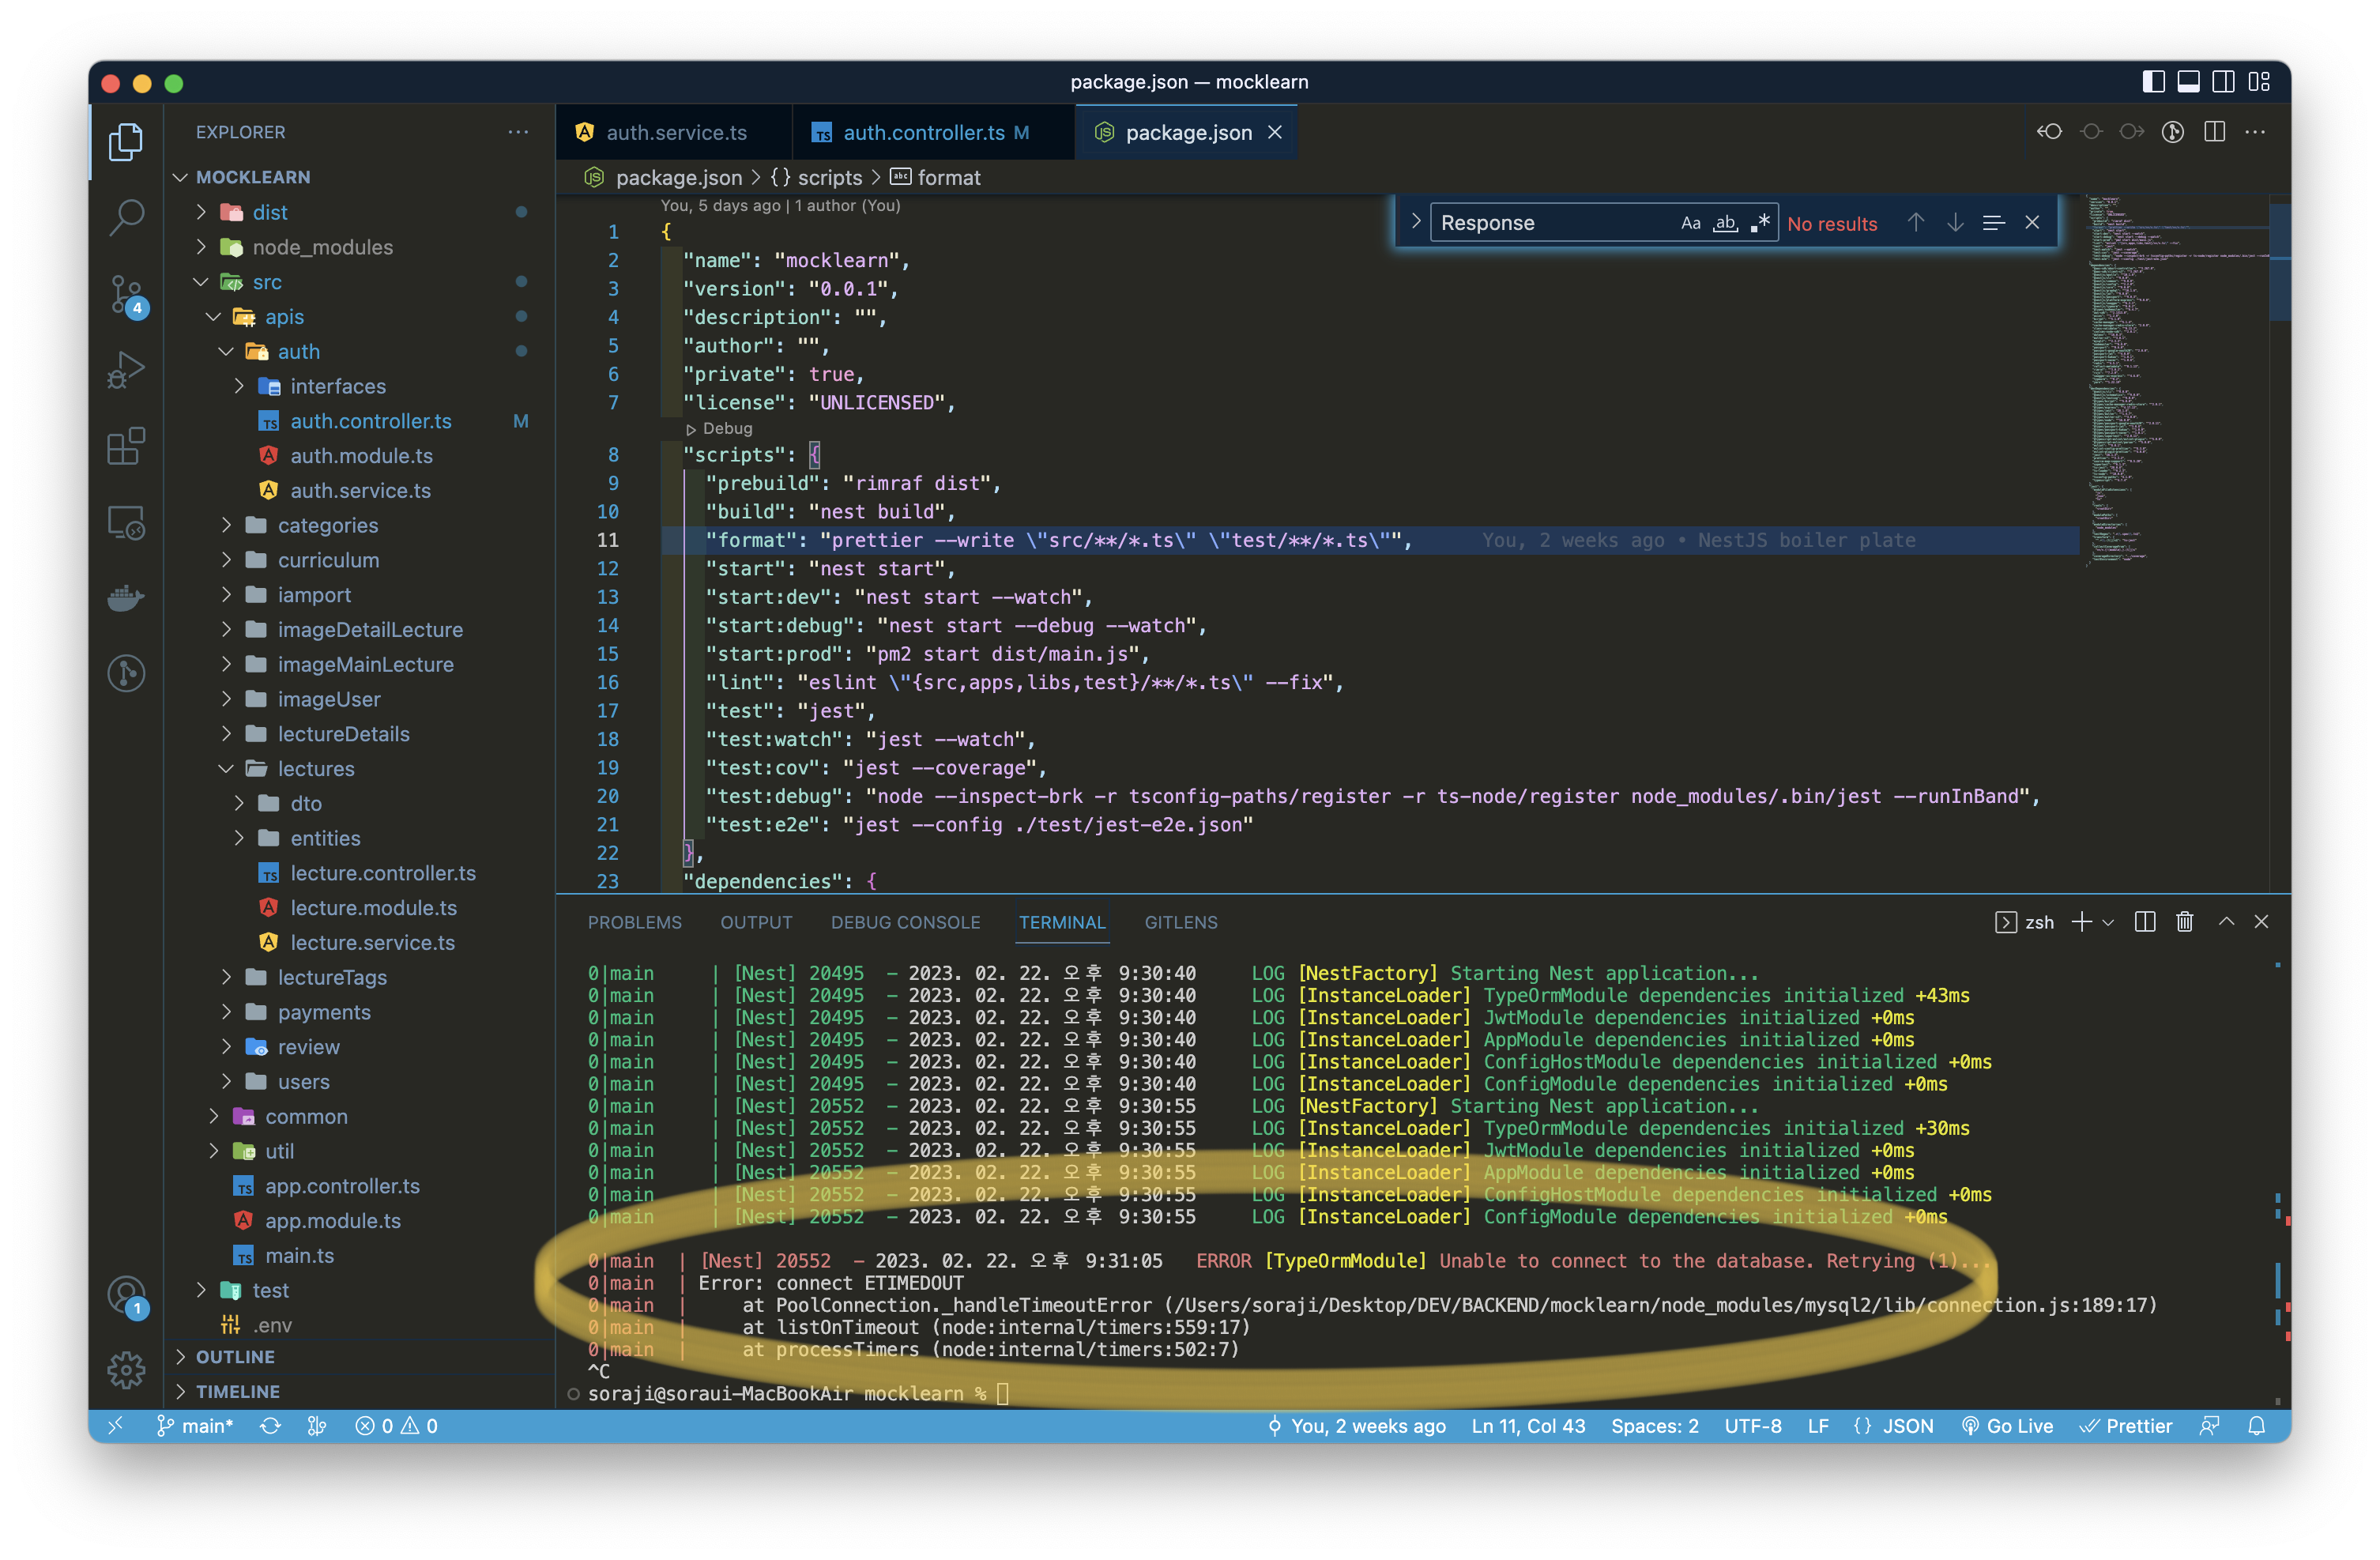 package.json — mocklearn
EXPLORER
MOCKLEARN
dist
node_modules
src
apis
auth
interfaces
auth.controller.ts M
auth.module.ts
auth.service.ts
categories
curriculum
iamport
imageDetailLecture
imageMainLecture
imageUser
lectureDetails
lectures
dto
entities
lecture.controller.ts
lecture.module.ts
lecture.service.ts
lectureTags
payments
review
users
common
util
app.controller.ts
app.module.ts
main.ts
test
.env
OUTLINE
TIMELINE
4
1
auth.service.ts
auth.controller.ts M
package.json
package.json > {} scripts > abc format
You, 5 days ago | 1 author (You)
Response Aa ab .* No results
1 {
2 "name": "mocklearn",
3 "version": "0.0.1",
4 "description": "",
5 "author": "",
6 "private": true,
7 "license": "UNLICENSED",
Debug
8 "scripts": {
9 "prebuild": "rimraf dist",
10 "build": "nest build",
11 "format": "prettier --write \"src/**/*.ts\" \"test/**/*.ts\"", You, 2 weeks ago • NestJS boiler plate
12 "start": "nest start",
13 "start:dev": "nest start --watch",
14 "start:debug": "nest start --debug --watch",
15 "start:prod": "pm2 start dist/main.js",
16 "lint": "eslint \"{src,apps,libs,test}/**/*.ts\" --fix",
17 "test": "jest",
18 "test:watch": "jest --watch",
19 "test:cov": "jest --coverage",
20 "test:debug": "node --inspect-brk -r tsconfig-paths/register -r ts-node/register node_modules/.bin/jest --runInBand",
21 "test:e2e": "jest --config ./test/jest-e2e.json"
22 },
23 "dependencies": {
PROBLEMS OUTPUT DEBUG CONSOLE TERMINAL GITLENS zsh
0|main | [Nest] 20495 - 2023. 02. 22. 오후 9:30:40 LOG [NestFactory] Starting Nest application...
0|main | [Nest] 20495 - 2023. 02. 22. 오후 9:30:40 LOG [InstanceLoader] TypeOrmModule dependencies initialized +43ms
0|main | [Nest] 20495 - 2023. 02. 22. 오후 9:30:40 LOG [InstanceLoader] JwtModule dependencies initialized +0ms
0|main | [Nest] 20495 - 2023. 02. 22. 오후 9:30:40 LOG [InstanceLoader] AppModule dependencies initialized +0ms
0|main | [Nest] 20495 - 2023. 02. 22. 오후 9:30:40 LOG [InstanceLoader] ConfigHostModule dependencies initialized +0ms
0|main | [Nest] 20495 - 2023. 02. 22. 오후 9:30:40 LOG [InstanceLoader] ConfigModule dependencies initialized +0ms
0|main | [Nest] 20552 - 2023. 02. 22. 오후 9:30:55 LOG [NestFactory] Starting Nest application...
0|main | [Nest] 20552 - 2023. 02. 22. 오후 9:30:55 LOG [InstanceLoader] TypeOrmModule dependencies initialized +30ms
0|main | [Nest] 20552 - 2023. 02. 22. 오후 9:30:55 LOG [InstanceLoader] JwtModule dependencies initialized +0ms
0|main | [Nest] 20552 - 2023. 02. 22. 오후 9:30:55 LOG [InstanceLoader] AppModule dependencies initialized +0ms
0|main | [Nest] 20552 - 2023. 02. 22. 오후 9:30:55 LOG [InstanceLoader] ConfigHostModule dependencies initialized +0ms
0|main | [Nest] 20552 - 2023. 02. 22. 오후 9:30:55 LOG [InstanceLoader] ConfigModule dependencies initialized +0ms
0|main | [Nest] 20552 - 2023. 02. 22. 오후 9:31:05 ERROR [TypeOrmModule] Unable to connect to the database. Retrying (1)...
0|main | Error: connect ETIMEDOUT
0|main | at PoolConnection._handleTimeoutError (/Users/soraji/Desktop/DEV/BACKEND/mocklearn/node_modules/mysql2/lib/connection.js:189:17)
0|main | at listOnTimeout (node:internal/timers:559:17)
0|main | at processTimers (node:internal/timers:502:7)
^C
soraji@soraui-MacBookAir mocklearn %
main* 0 0 You, 2 weeks ago Ln 11, Col 43 Spaces: 2 UTF-8 LF {} JSON Go Live Prettier